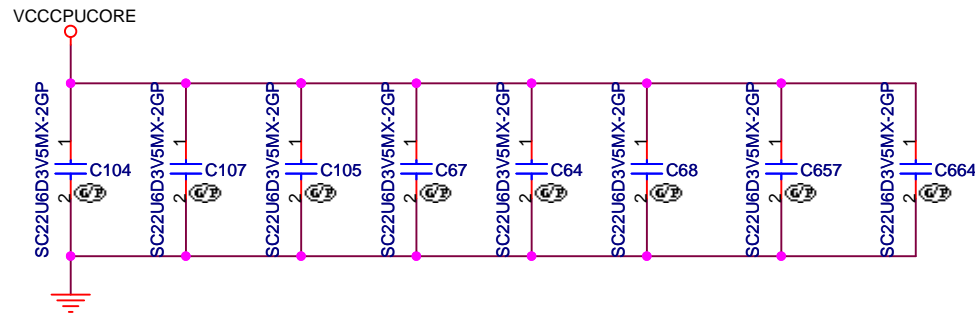 VCCCPUCORE
SC22U6D3V5MX-2GP
1
C104
2
G/P
SC22U6D3V5MX-2GP
1
C107
2
G/P
SC22U6D3V5MX-2GP
1
C105
2
G/P
SC22U6D3V5MX-2GP
1
C67
2
G/P
SC22U6D3V5MX-2GP
1
C64
2
G/P
SC22U6D3V5MX-2GP
1
C68
2
G/P
SC22U6D3V5MX-2GP
1
C657
2
G/P
SC22U6D3V5MX-2GP
1
C664
2
G/P